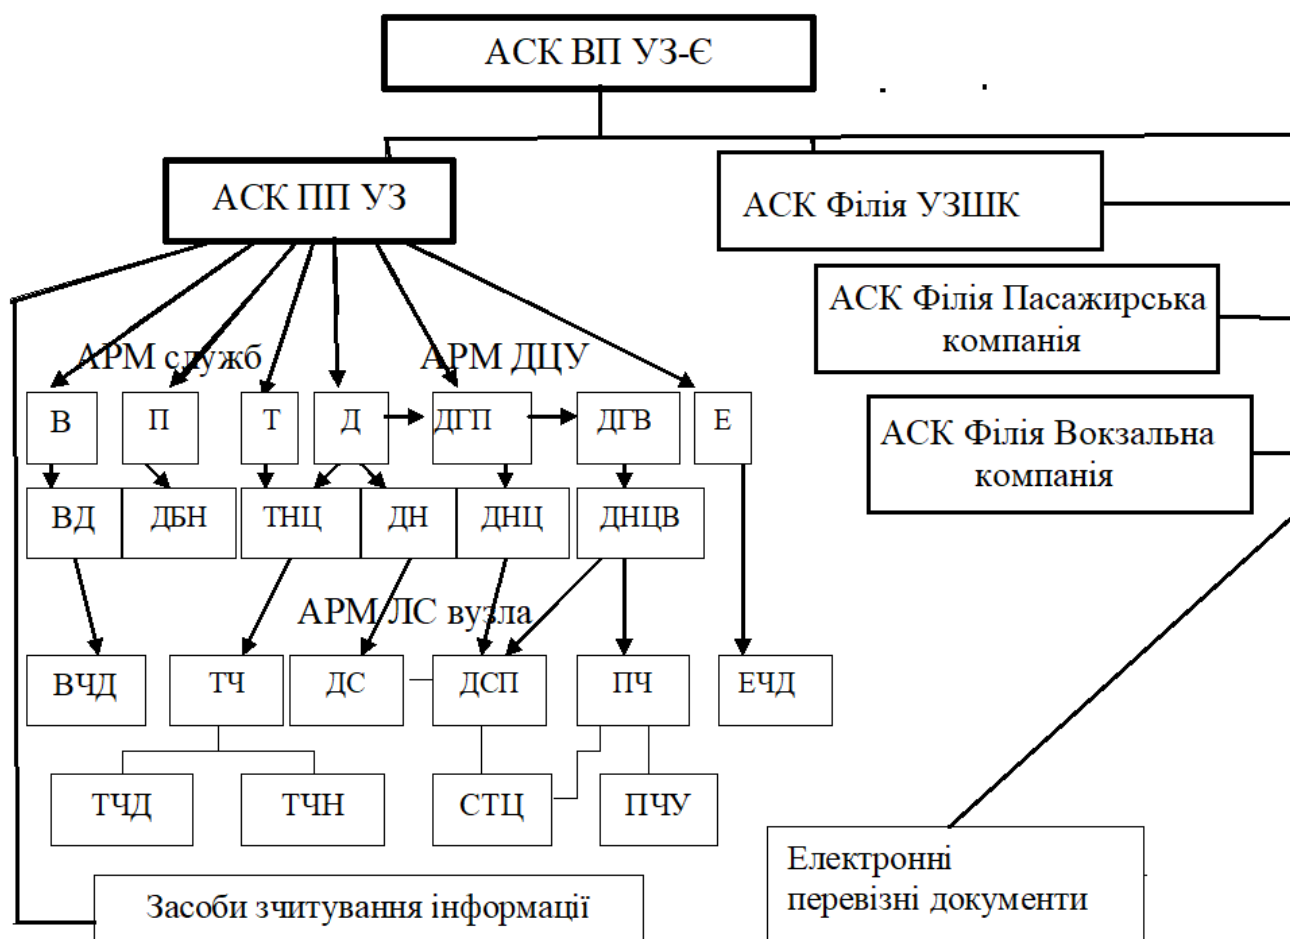 АСК ВП УЗ-Є
АСК ПП УЗ
АСК Філія УЗШК
АСК Філія Пасажирська
компанія
АРМ служб
АРМ ДЦУ
В
П
Т
Д
ДГП
ДГВ
Е
АСК Філія Вокзальна
компанія
ВД
ДБН
ТНЦ
ДН
ДНЦ
ДНЦВ
АРМ ЛС вузла
ВЧД
ТЧ
ДС
ДСП
ПЧ
ЕЧД
ТЧД
ТЧН
СТЦ
ПЧУ
Електронні
перевізні документи
Засоби зчитування інформації